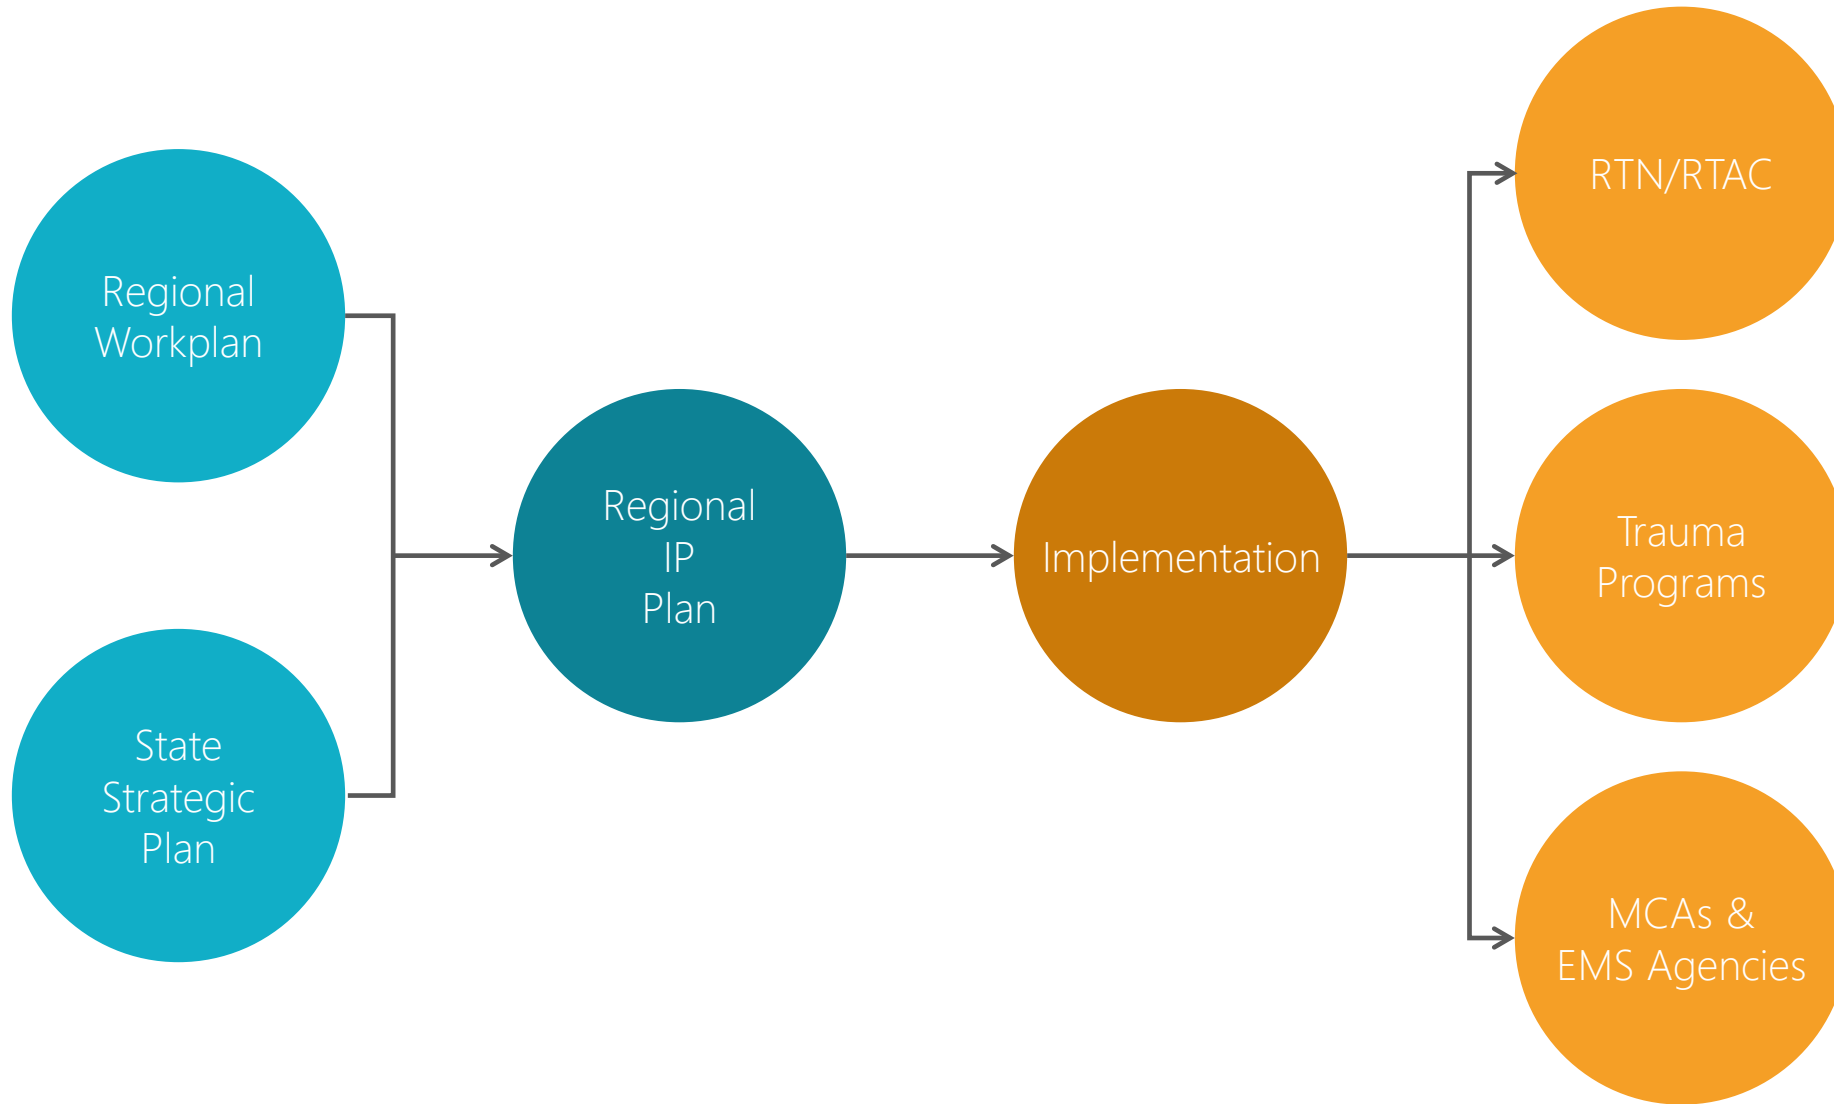 Regional
Workplan
State
Strategic
Plan
Regional
IP
Plan
Implementation
RTN/RTAC
Trauma
Programs
MCAs &
EMS Agencies